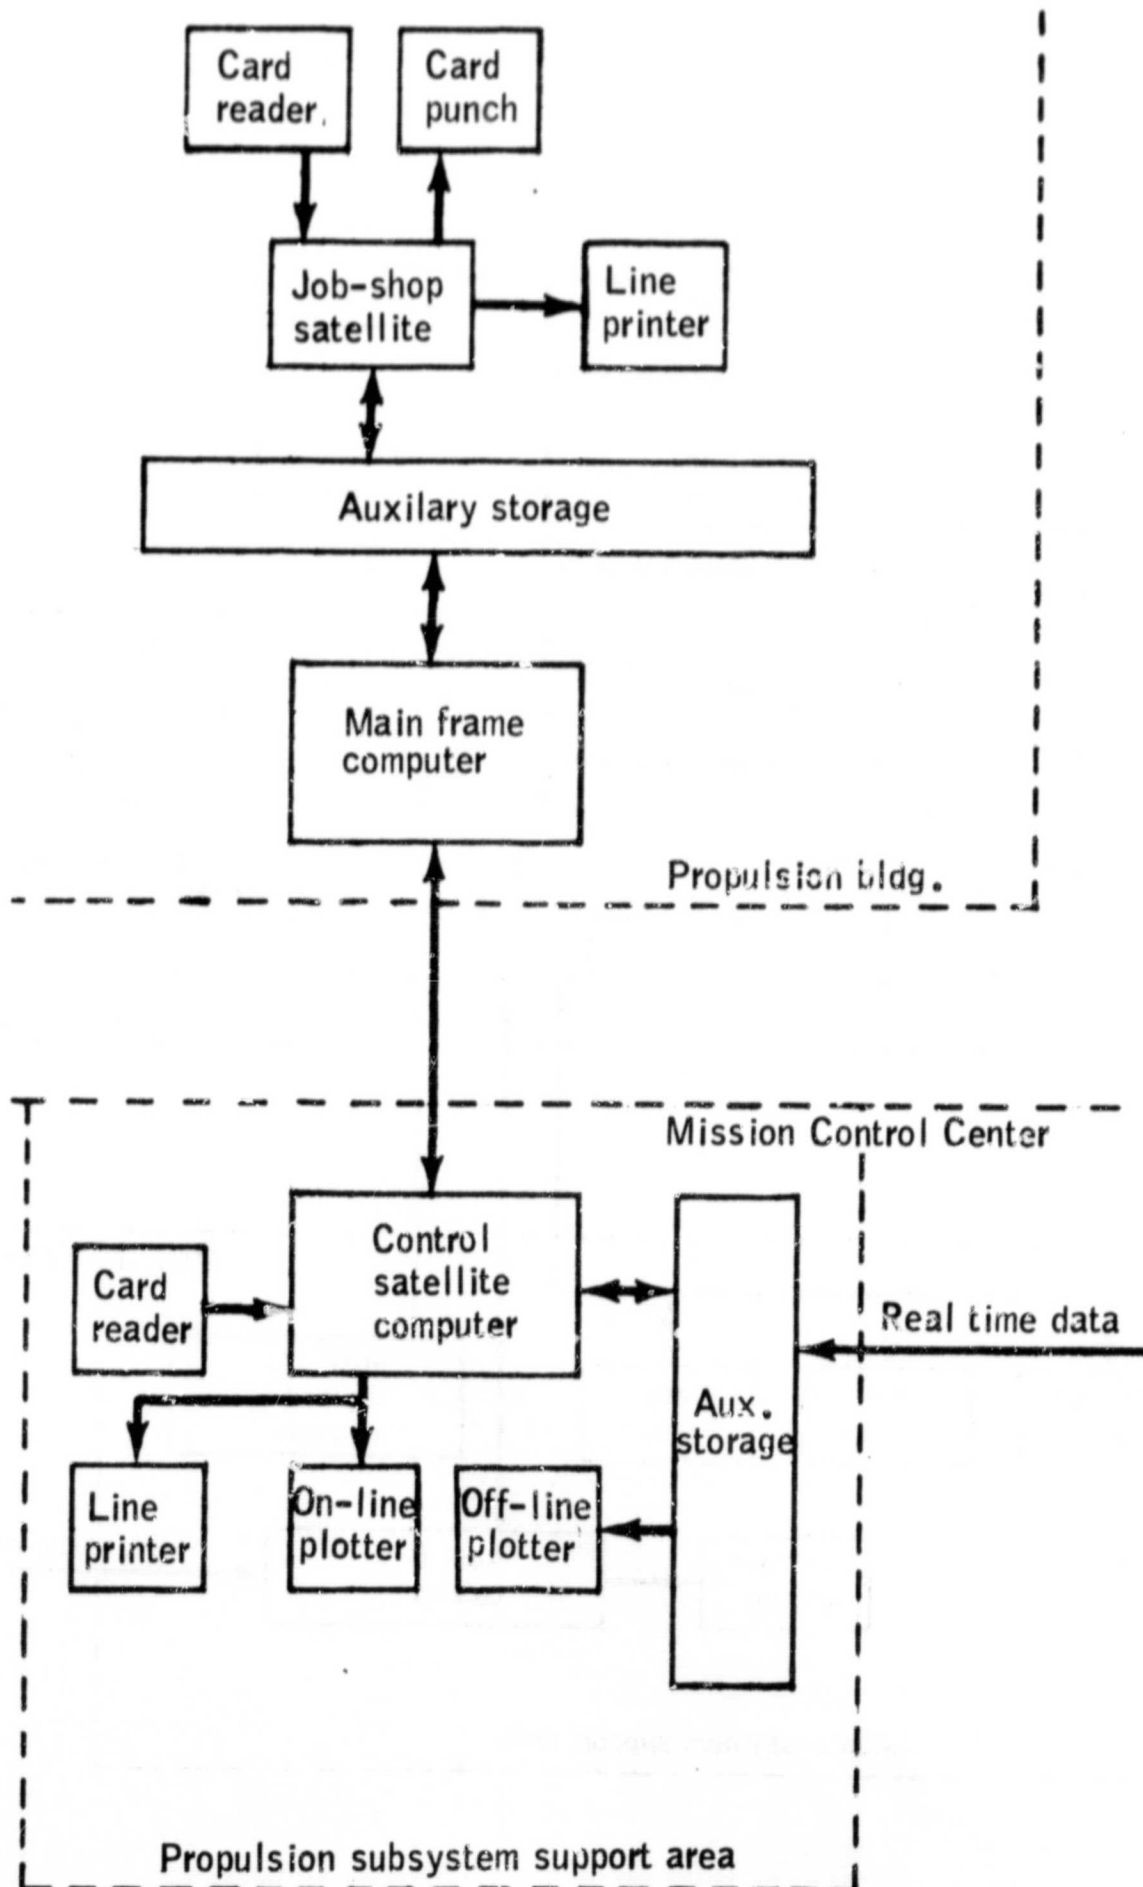 Card
reader
Card
punch
Job-shop
satellite
Line
printer
Auxilary storage
Main frame
computer
Propulsion bldg.
Mission Control Center
Control
satellite
computer
Card
reader
Real time data
Aux.
storage
Line
printer
On-line
plotter
Off-line
plotter
Propulsion subsystem support area